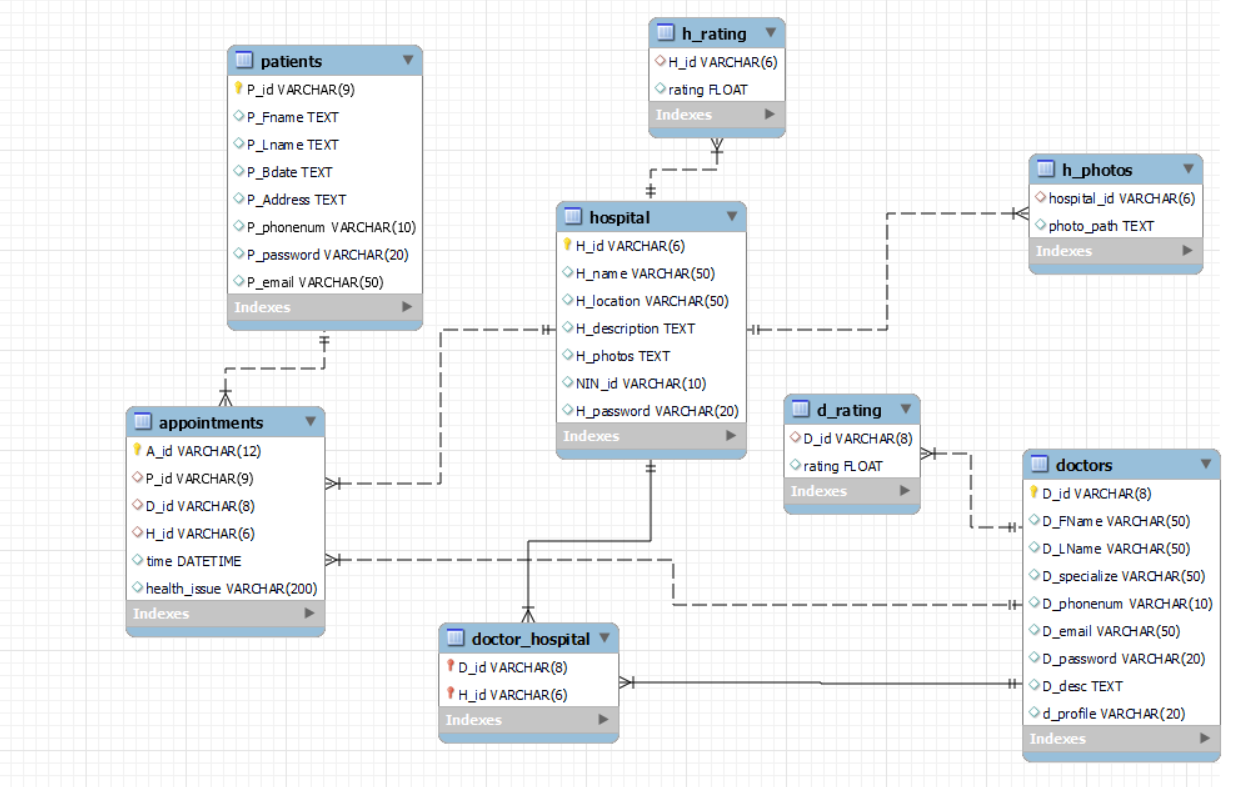 patients
P_id VARCHAR(9)
P_Fname TEXT
P_Lname TEXT
P_Bdate TEXT
P_Address TEXT
P_phonenum VARCHAR(10)
P_password VARCHAR(20)
P_email VARCHAR(50)
Indexes
h_rating
H_id VARCHAR(6)
rating FLOAT
Indexes
h_photos
hospital_id VARCHAR(6)
photo_path TEXT
Indexes
hospital
H_id VARCHAR(6)
H_name VARCHAR(50)
H_location VARCHAR(50)
H_description TEXT
H_photos TEXT
NIN_id VARCHAR(10)
H_password VARCHAR(20)
Indexes
appointments
A_id VARCHAR(12)
P_id VARCHAR(9)
D_id VARCHAR(8)
H_id VARCHAR(6)
time DATETIME
health_issue VARCHAR(200)
Indexes
d_rating
D_id VARCHAR(8)
rating FLOAT
Indexes
doctors
D_id VARCHAR(8)
D_FName VARCHAR(50)
D_LName VARCHAR(50)
D_specialize VARCHAR(50)
D_phonenum VARCHAR(10)
D_email VARCHAR(50)
D_password VARCHAR(20)
D_desc TEXT
d_profile VARCHAR(20)
Indexes
doctor_hospital
D_id VARCHAR(8)
H_id VARCHAR(6)
Indexes